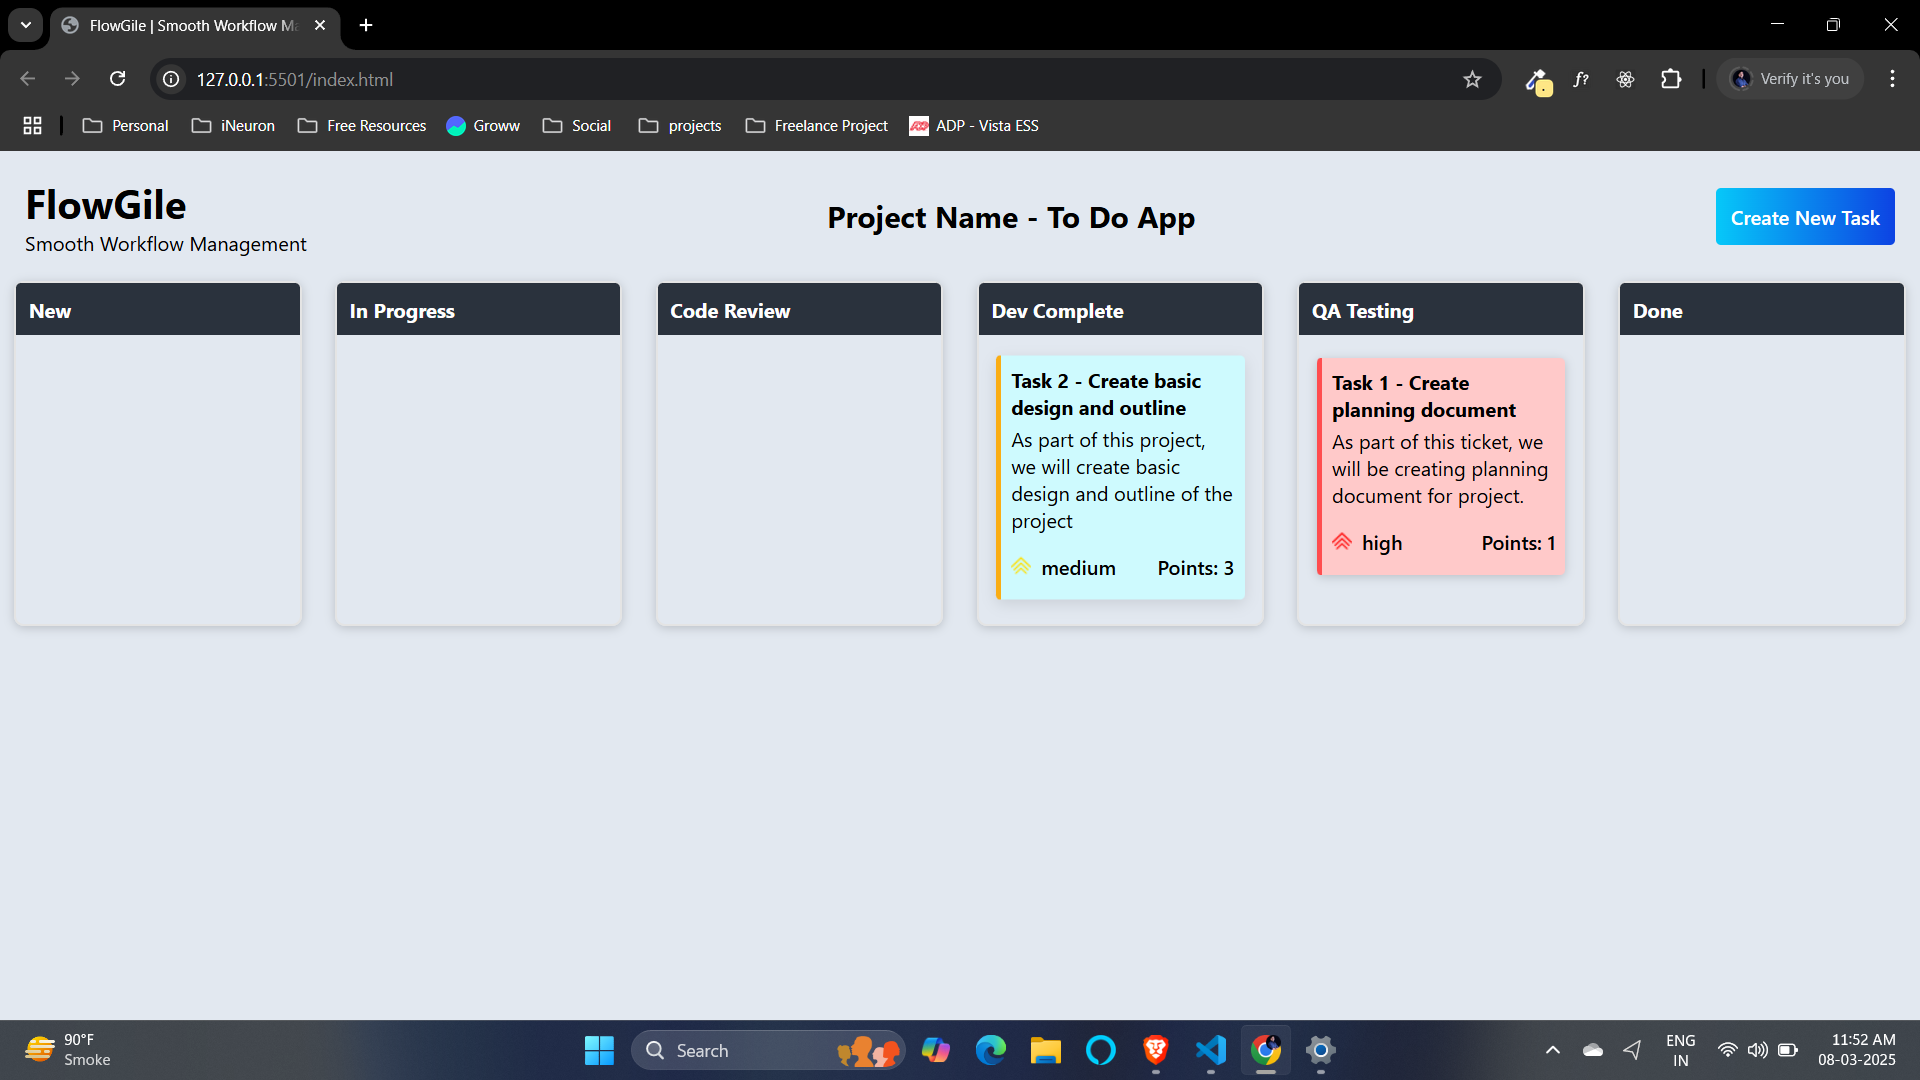 FlowGile | Smooth Workflow Ma
127.0.0.1:5501/index.html
f?
Verify it's you
Personal
iNeuron
Free Resources
Groww
Social
projects
Freelance Project
ADP - Vista ESS
FlowGile
Smooth Workflow Management
Project Name - To Do App
Create New Task
New
In Progress
Code Review
Dev Complete
Task 2 - Create basic
design and outline
As part of this project,
we will create basic
design and outline of the
project
medium
Points: 3
QA Testing
Task 1 - Create
planning document
As part of this ticket, we
will be creating planning
document for project.
high
Points: 1
Done
90°F
Smoke
Search
ENG
IN
11:52 AM
08-03-2025